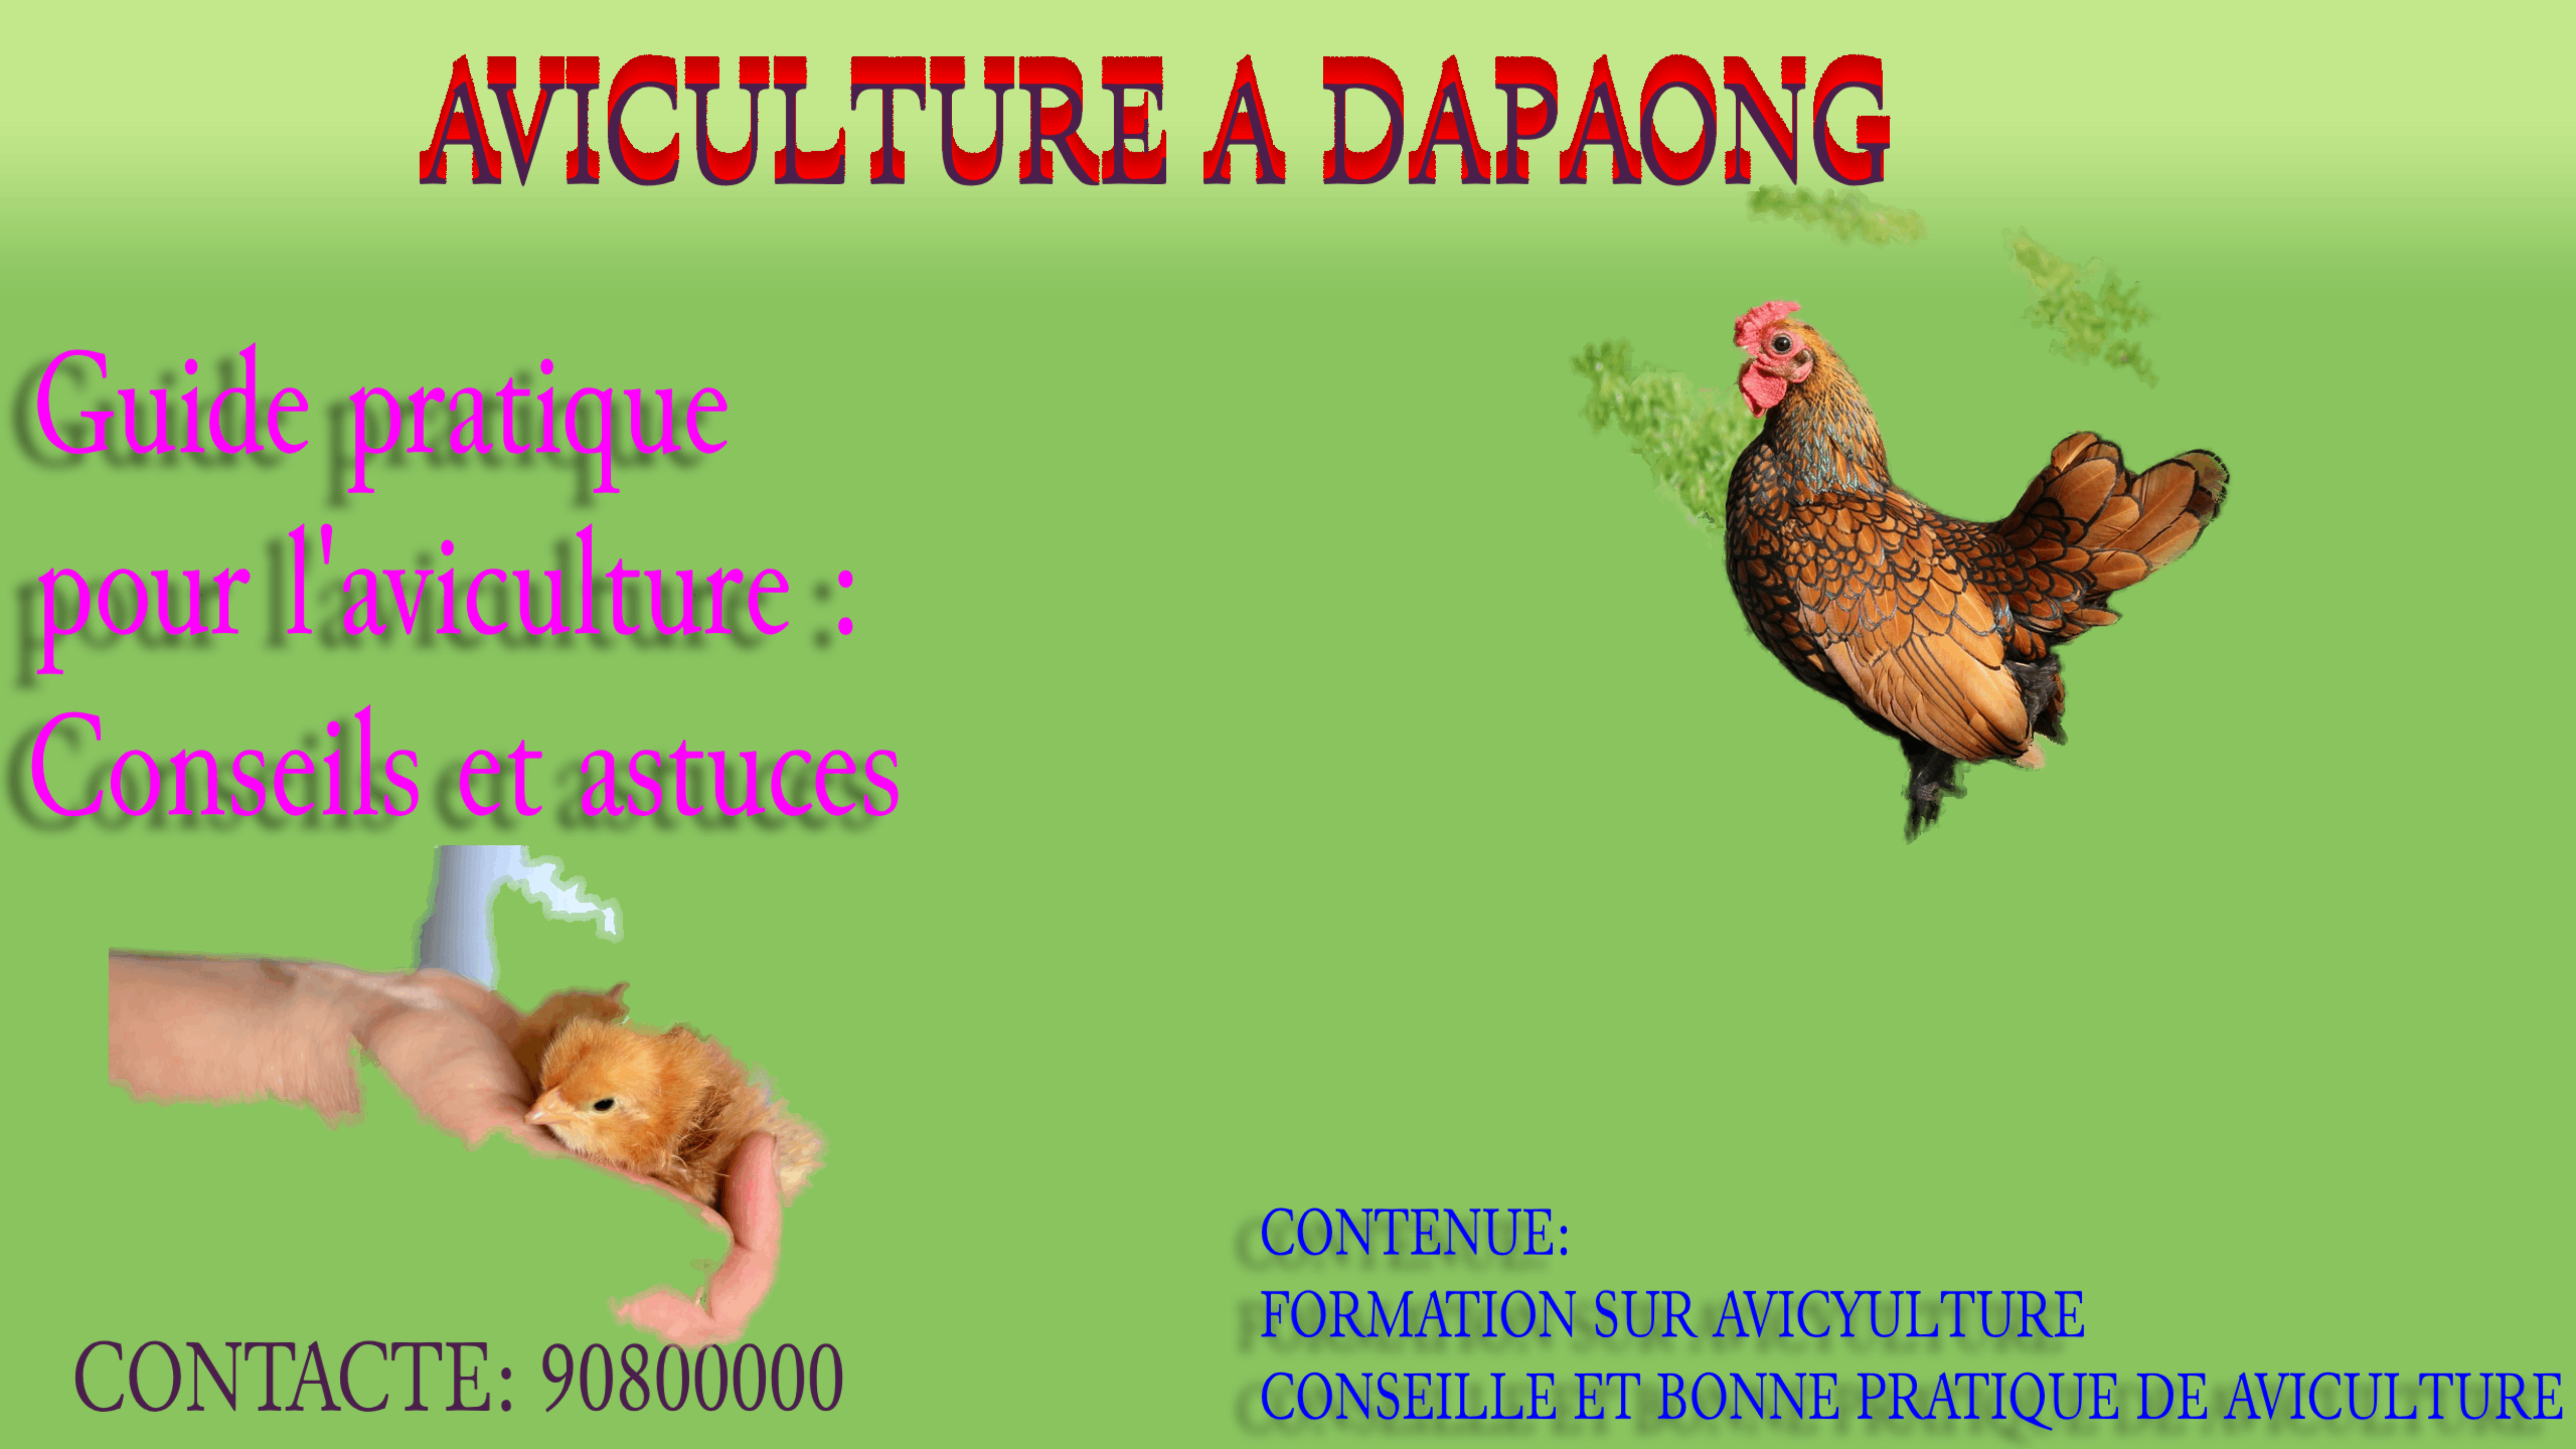 AVICULTURE A DAPAONG
Guide pratique
pour l'aviculture :
Conseils et astuces
CONTACTE: 90800000
CONTENUE:
FORMATION SUR AVICYULTURE
CONSEILLE ET BONNE PRATIQUE DE AVICULTURE